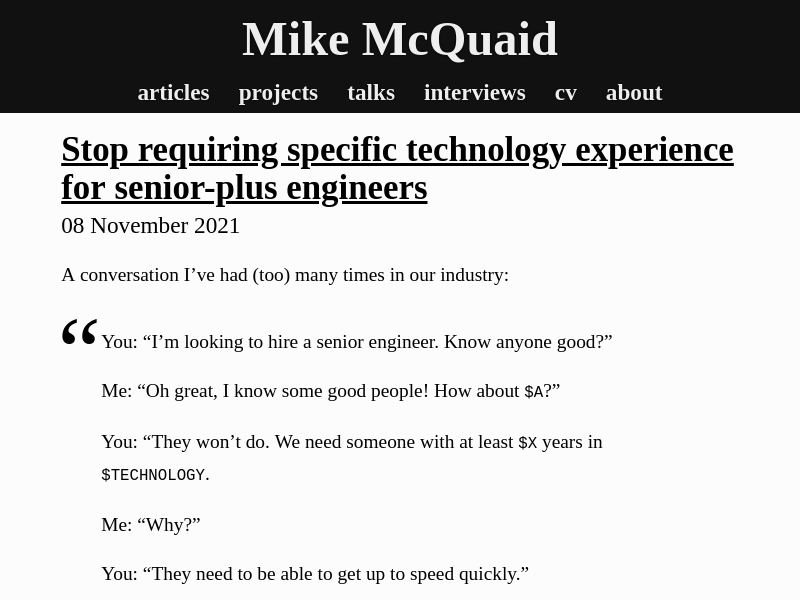 Mike McQuaid
articles projects talks interviews cv about
Stop requiring specific technology experience
for senior-plus engineers
08 November 2021
A conversation I’ve had (too) many times in our industry:
“ You: “I’m looking to hire a senior engineer. Know anyone good?”
Me: “Oh great, I know some good people! How about $A?”
You: “They won’t do. We need someone with at least $X years in
$TECHNOLOGY.
Me: “Why?”
You: “They need to be able to get up to speed quickly.”